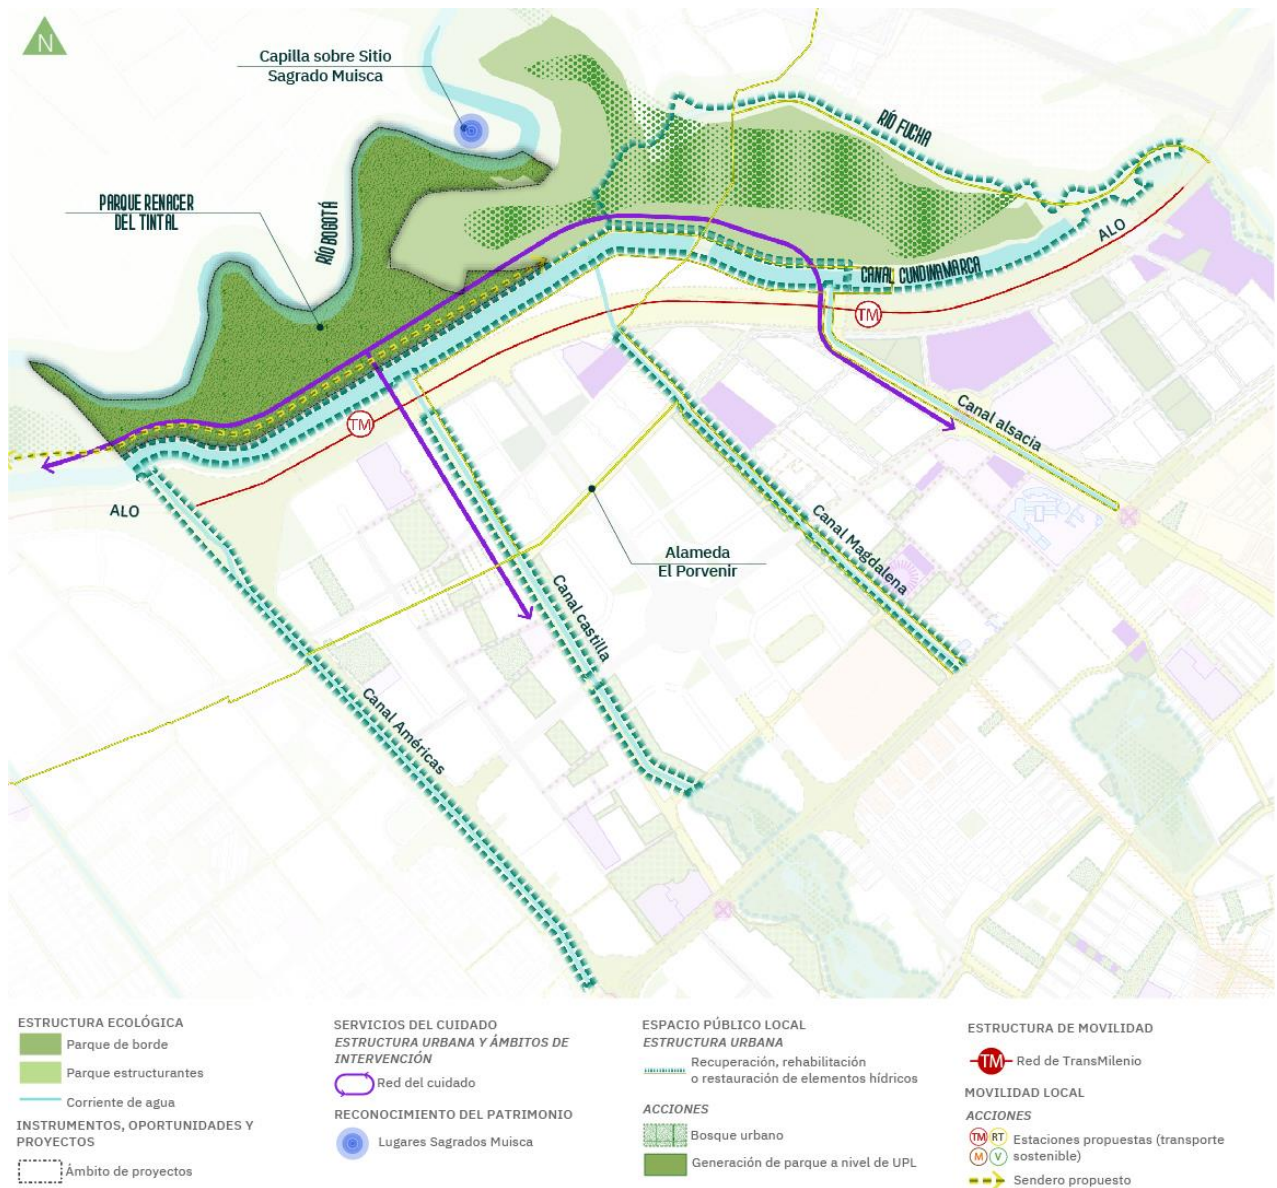 N
Capilla sobre Sitio
Sagrado Muisca
RÍO FUCHA
PARQUE RENACER
DEL TINTAL
RÍO BOGOTÁ
ALO
CANAL CUNDINAMARCA
TM
Canal alsacia
TM
ALO
Canal Magdalena
Alameda
El Porvenir
Canal castilla
Canal Américas
ESTRUCTURA ECOLÓGICA
Parque de borde
Parque estructurantes
Corriente de agua
INSTRUMENTOS, OPORTUNIDADES Y
PROYECTOS
Ámbito de proyectos
SERVICIOS DEL CUIDADO
ESTRUCTURA URBANA Y ÁMBITOS DE
INTERVENCIÓN
Red del cuidado
RECONOCIMIENTO DEL PATRIMONIO
Lugares Sagrados Muisca
ESPACIO PÚBLICO LOCAL
ESTRUCTURA URBANA
Recuperación, rehabilitación
o restauración de elementos hídricos
ACCIONES
Bosque urbano
Generación de parque a nivel de UPL
ESTRUCTURA DE MOVILIDAD
TM Red de TransMilenio
MOVILIDAD LOCAL
ACCIONES
TM RT Estaciones propuestas (transporte
M V sostenible)
Sendero propuesto